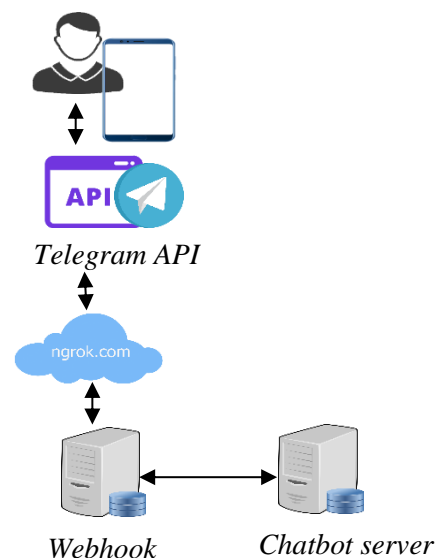 API
Telegram API
ngrok.com
Webhook
Chatbot server